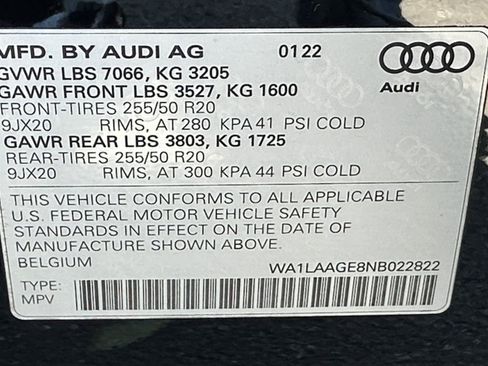 MFD. BY AUDI AG 0122
GVWR LBS 7066, KG 3205
GAWR FRONT LBS 3527, KG 1600
FRONT-TIRES 255/50 R20
9JX20 RIMS, AT 280 KPA 41 PSI COLD
GAWR REAR LBS 3803, KG 1725
REAR-TIRES 255/50 R20
9JX20 RIMS, AT 300 KPA 44 PSI COLD
Audi
THIS VEHICLE CONFORMS TO ALL APPLICABLE
U.S. FEDERAL MOTOR VEHICLE SAFETY
STANDARDS IN EFFECT ON THE DATE OF
MANUFACTURE SHOWN ABOVE.
BELGIUM WA1LAAGE8NB022822
TYPE:
MPV